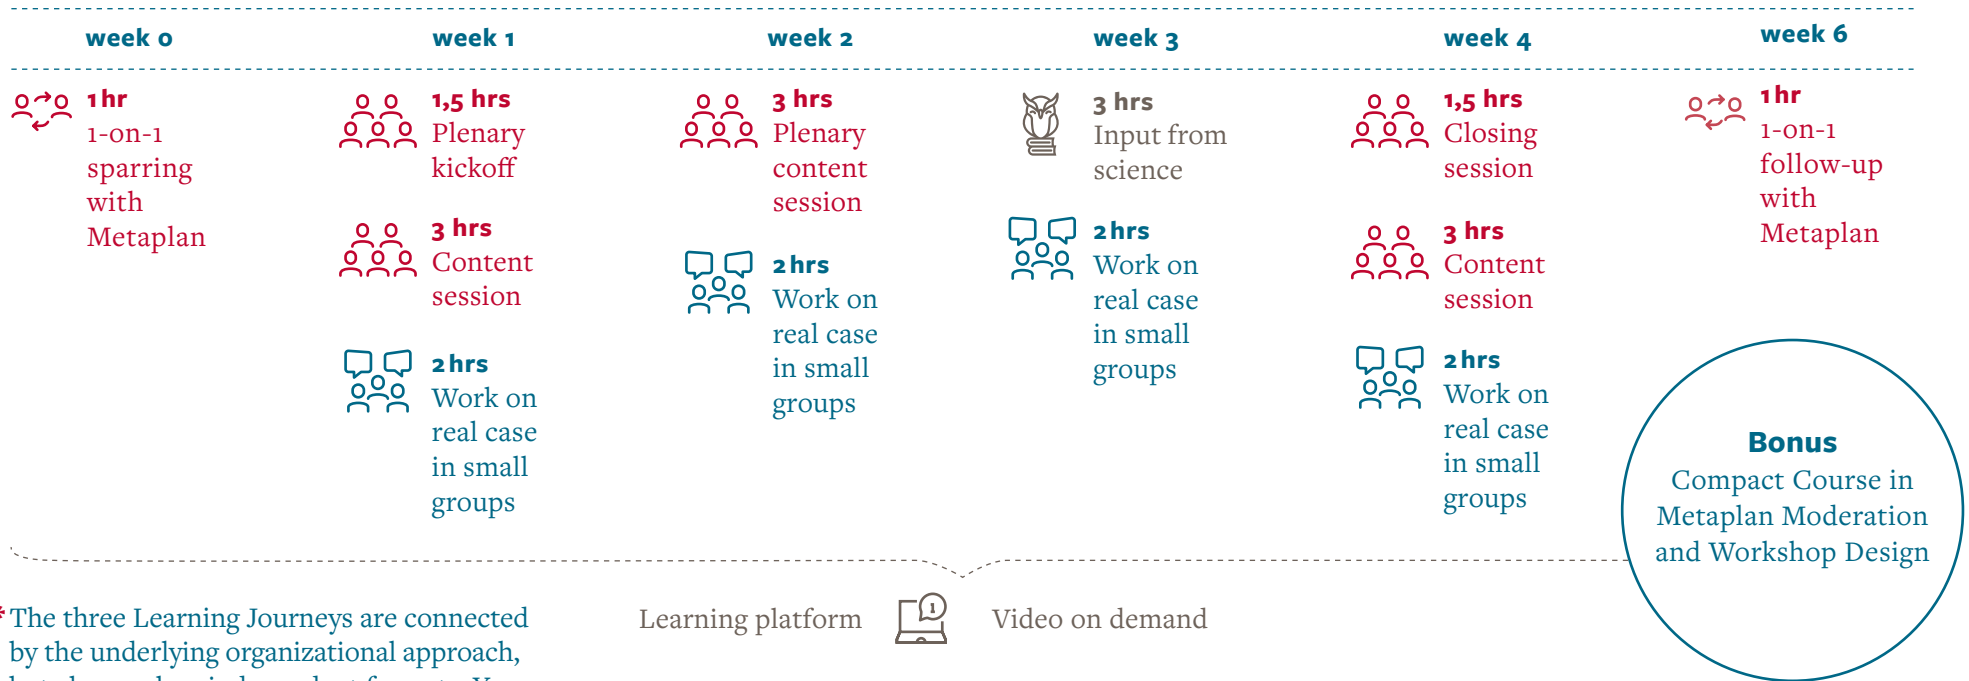 week 0
week 1
week 2
week 3
week 4
week 6
1 hr
1-on-1
sparring
with
Metaplan
1,5 hrs
Plenary
kickoff
3 hrs
Content
session
2 hrs
Work on
real case
in small
groups
3 hrs
Plenary
content
session
2 hrs
Work on
real case
in small
groups
3 hrs
Input from
science
2 hrs
Work on
real case
in small
groups
1,5 hrs
Closing
session
3 hrs
Content
session
2 hrs
Work on
real case
in small
groups
1 hr
1-on-1
follow-up
with
Metaplan
Bonus
Compact Course in
Metaplan Moderation
and Workshop Design
Learning platform
1
Video on demand
* The three Learning Journeys are connected
by the underlying organizational approach,